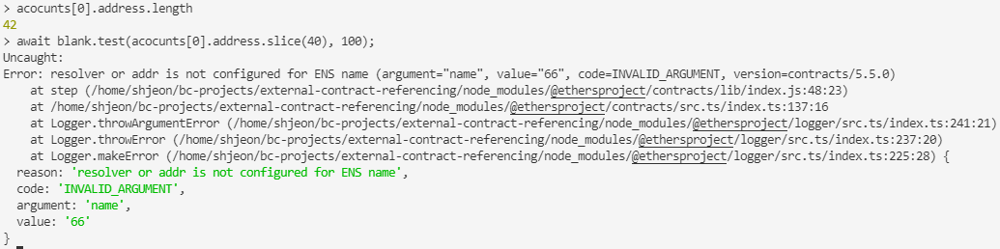 > acocunts[0].address.length
42
> await blank.test(acocunts[0].address.slice(40), 100);
Uncaught:
Error: resolver or addr is not configured for ENS name (argument="name", value="66", code=INVALID_ARGUMENT, version=contracts/5.5.0)
    at step (/home/shjeon/bc-projects/external-contract-referencing/node_modules/@ethersproject/contracts/lib/index.js:48:23)
    at /home/shjeon/bc-projects/external-contract-referencing/node_modules/@ethersproject/contracts/src.ts/index.ts:137:16
    at Logger.throwArgumentError (/home/shjeon/bc-projects/external-contract-referencing/node_modules/@ethersproject/logger/src.ts/index.ts:241:21)
    at Logger.throwError (/home/shjeon/bc-projects/external-contract-referencing/node_modules/@ethersproject/logger/src.ts/index.ts:237:20)
    at Logger.makeError (/home/shjeon/bc-projects/external-contract-referencing/node_modules/@ethersproject/logger/src.ts/index.ts:225:28) {
  reason: 'resolver or addr is not configured for ENS name',
  code: 'INVALID_ARGUMENT',
  argument: 'name',
  value: '66'
}